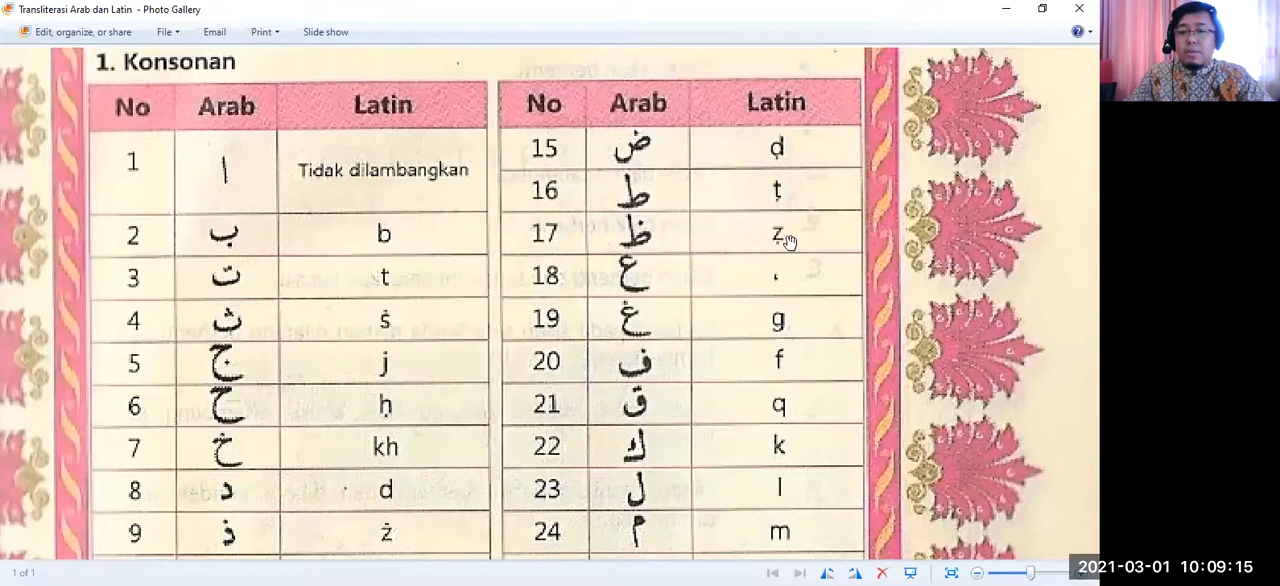 Transliterasi Arab dan Latin - Photo Gallery
Edit, organize, or share File Email Print Slide show
1. Konsonan
No Arab Latin
1 ا Tidak dilambangkan
2 ب b
3 ت t
4 ث ṡ
5 ج j
6 ح ḥ
7 خ kh
8 د d
9 ذ ż
No Arab Latin
15 ض ḍ
16 ط ṭ
17 ظ ẓ
18 ع ‘
19 غ g
20 ف f
21 ق q
22 ك k
23 ل l
24 م m
1 of 1
2021-03-01 10:09:15